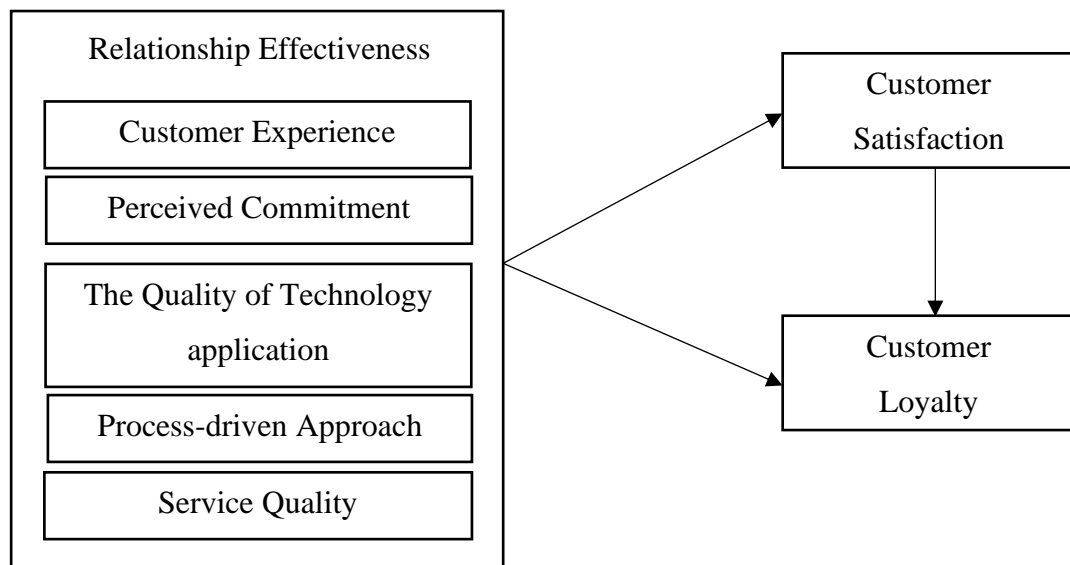 Relationship Effectiveness
Customer Experience
Perceived Commitment
The Quality of Technology
application
Process-driven Approach
Service Quality
Customer
Satisfaction
Customer
Loyalty